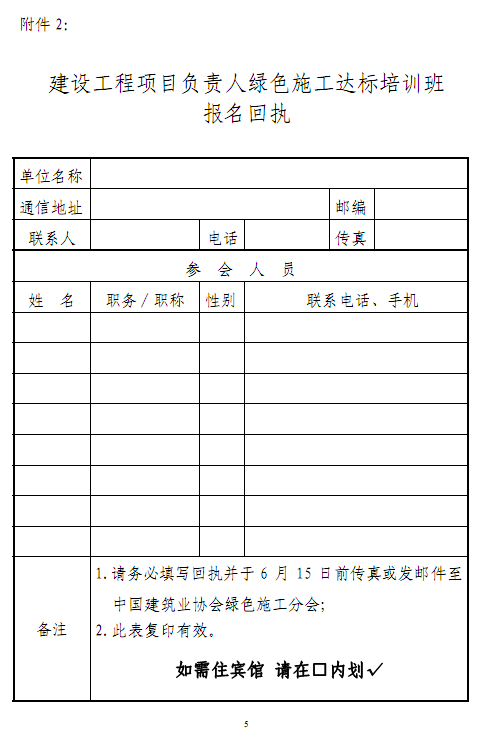 附件 2:
建设工程项目负责人绿色施工达标培训班
报名回执
单位名称
通信地址 邮编
联系人 电话 传真
参 会 人 员
姓 名 职务/职称 性别 联系电话、手机
备注
1.请务必填写回执并于 6 月 15 日前传真或发邮件至
中国建筑业协会绿色施工分会;
2.此表复印有效。
如需住宾馆 请在口内划√
5